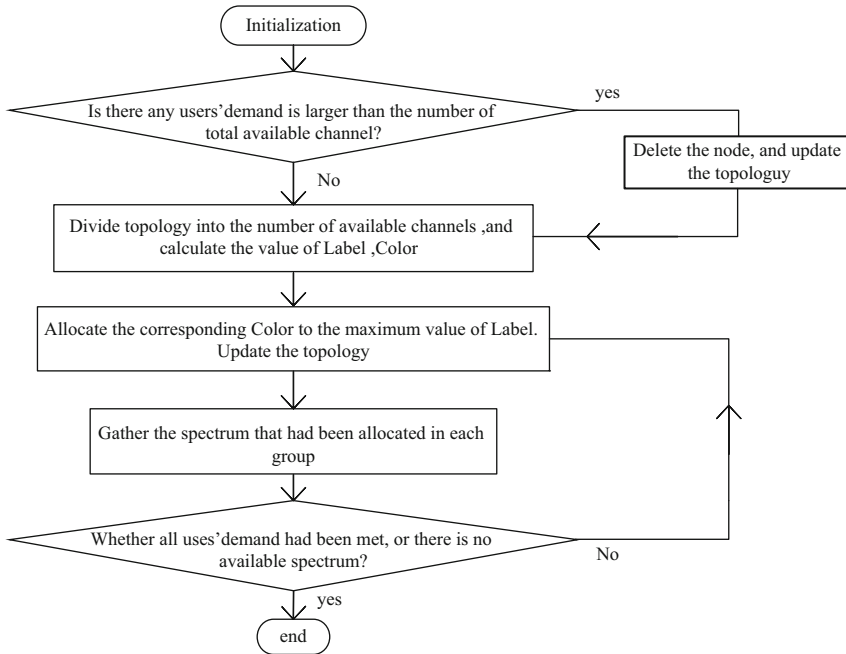 Initialization
Is there any users’demand is larger than the number of
total available channel?
yes
Delete the node, and update
the topologuy
No
Divide topology into the number of available channels ,and
calculate the value of Label ,Color
Allocate the corresponding Color to the maximum value of Label.
Update the topology
Gather the spectrum that had been allocated in each
group
Whether all uses’demand had been met, or there is no
available spectrum?
No
yes
end